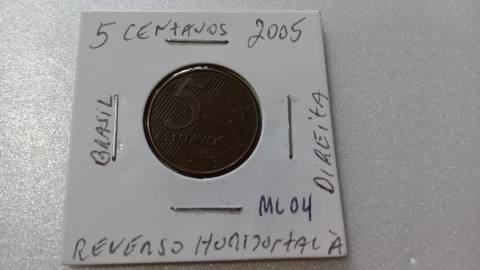 5 CENTAVOS 2005
BRASIL
5
CENTAVOS
DIREITA
ML04
REVERSO HORIZONTAL À